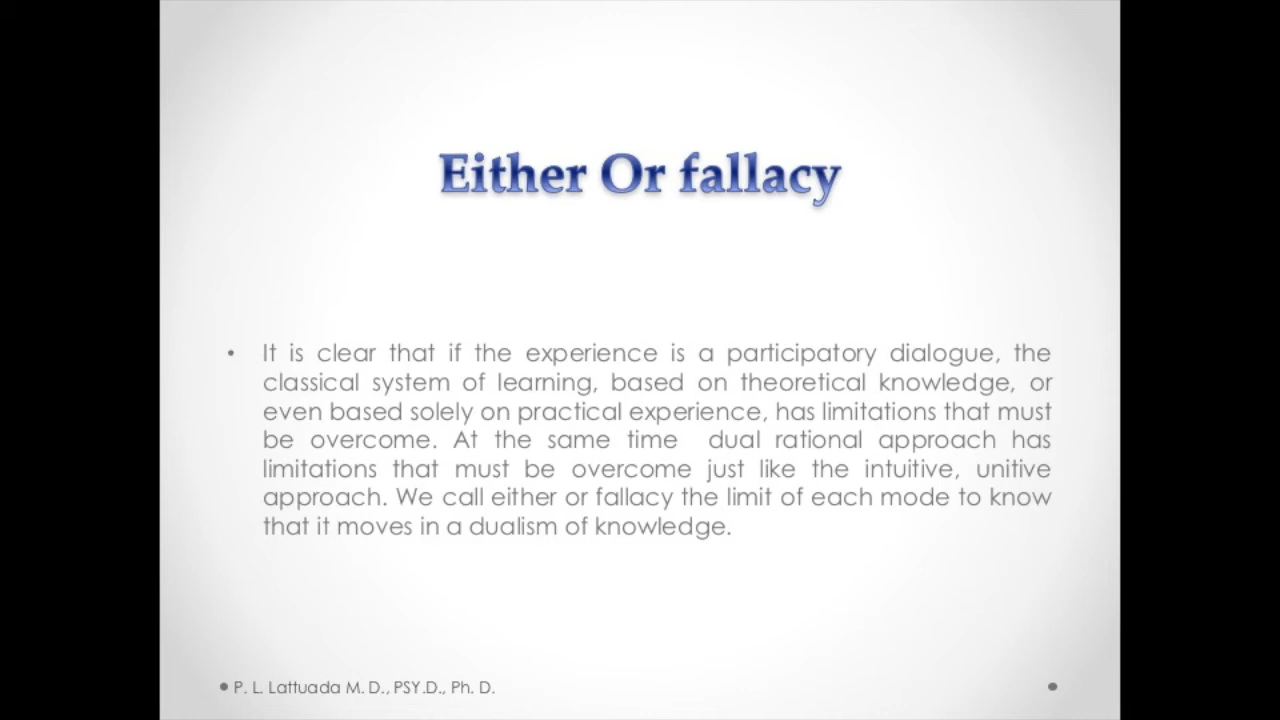 Either Or fallacy
• It is clear that if the experience is a participatory dialogue, the
classical system of learning, based on theoretical knowledge, or
even based solely on practical experience, has limitations that must
be overcome. At the same time dual rational approach has
limitations that must be overcome just like the intuitive, unitive
approach. We call either or fallacy the limit of each mode to know
that it moves in a dualism of knowledge.
P. L. Lattuada M. D., PSY.D., Ph. D.